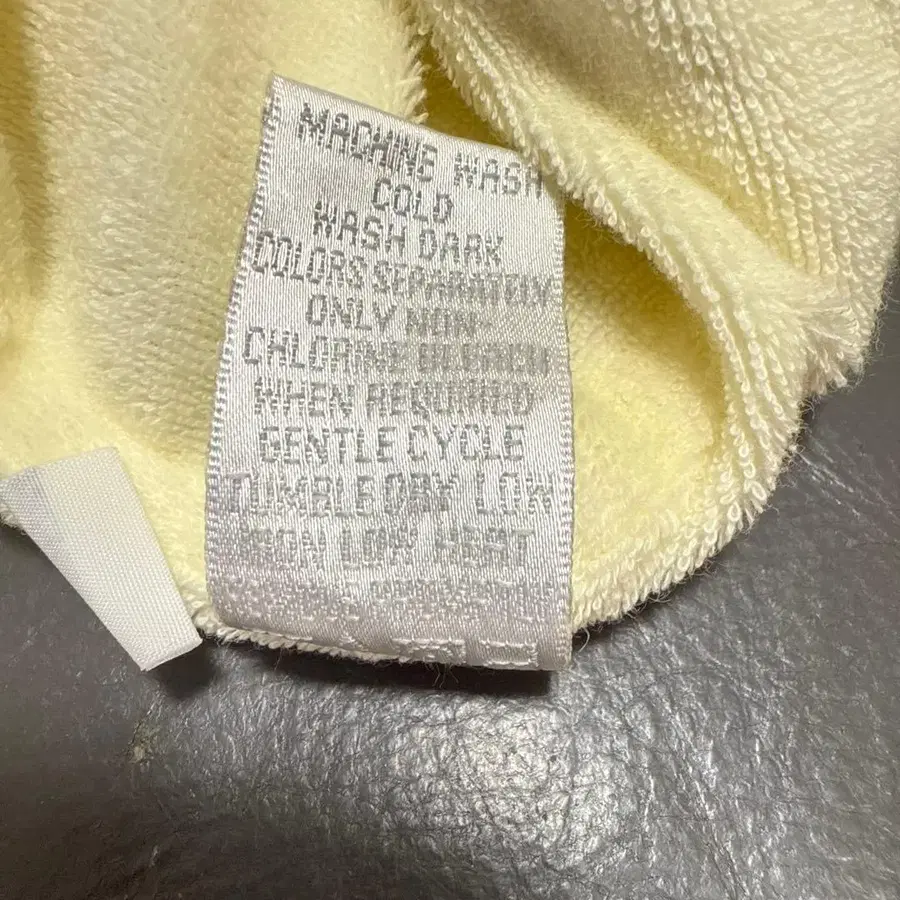 MACHINE WASH
COLD
WASH DARK
COLORS SEPARATELY
ONLY NON-
CHLORINE BLEACH
WHEN REQUIRED
GENTLE CYCLE
TUMBLE DRY LOW
IRON LOW HEAT